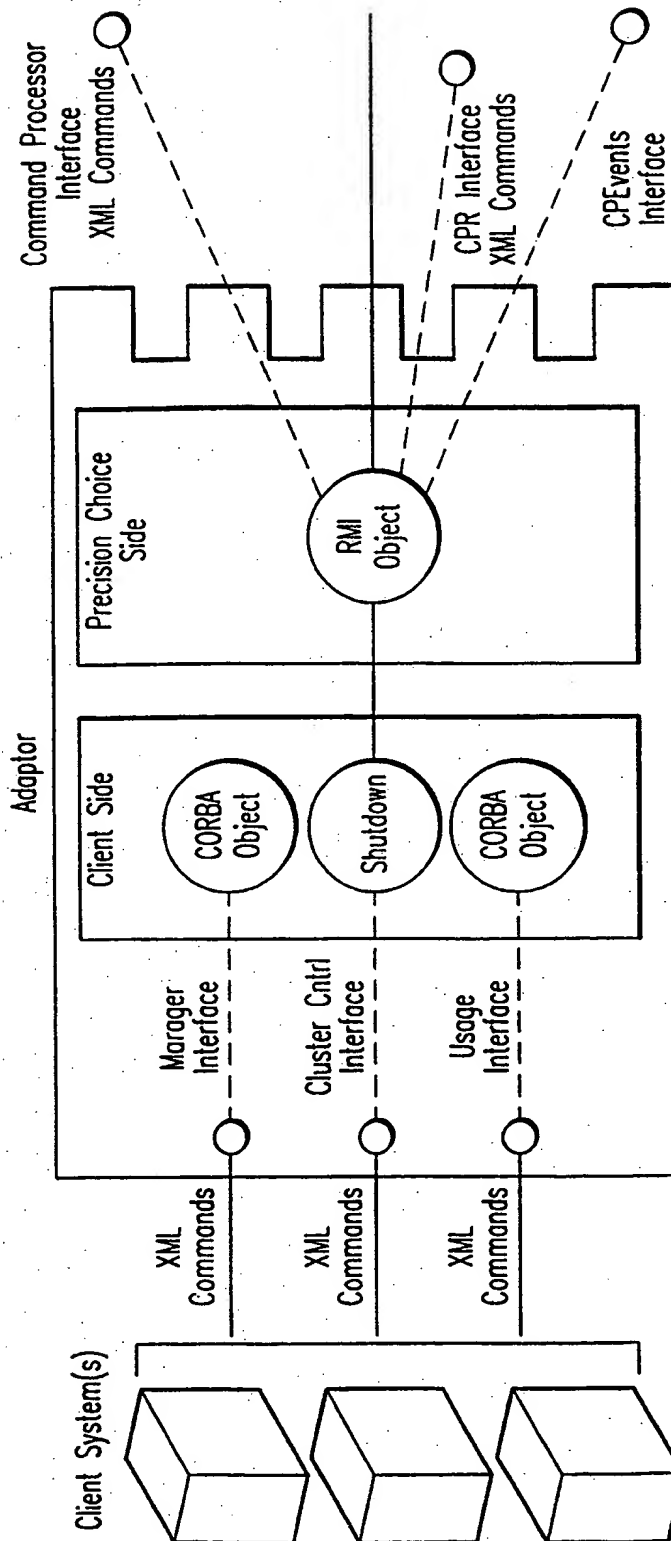 Client System(s)
XML
Commands
XML
Commands
XML
Commands
Adaptor
Marager
Interface
Cluster Cntrl
Interface
Usage
Interface
Client Side
CORBA
Object
Shutdown
CORBA
Object
Precision Choice
Side
RMI
Object
Command Processor
Interface
XML Commands
CPR Interface
XML Commands
CPEvents
Interface